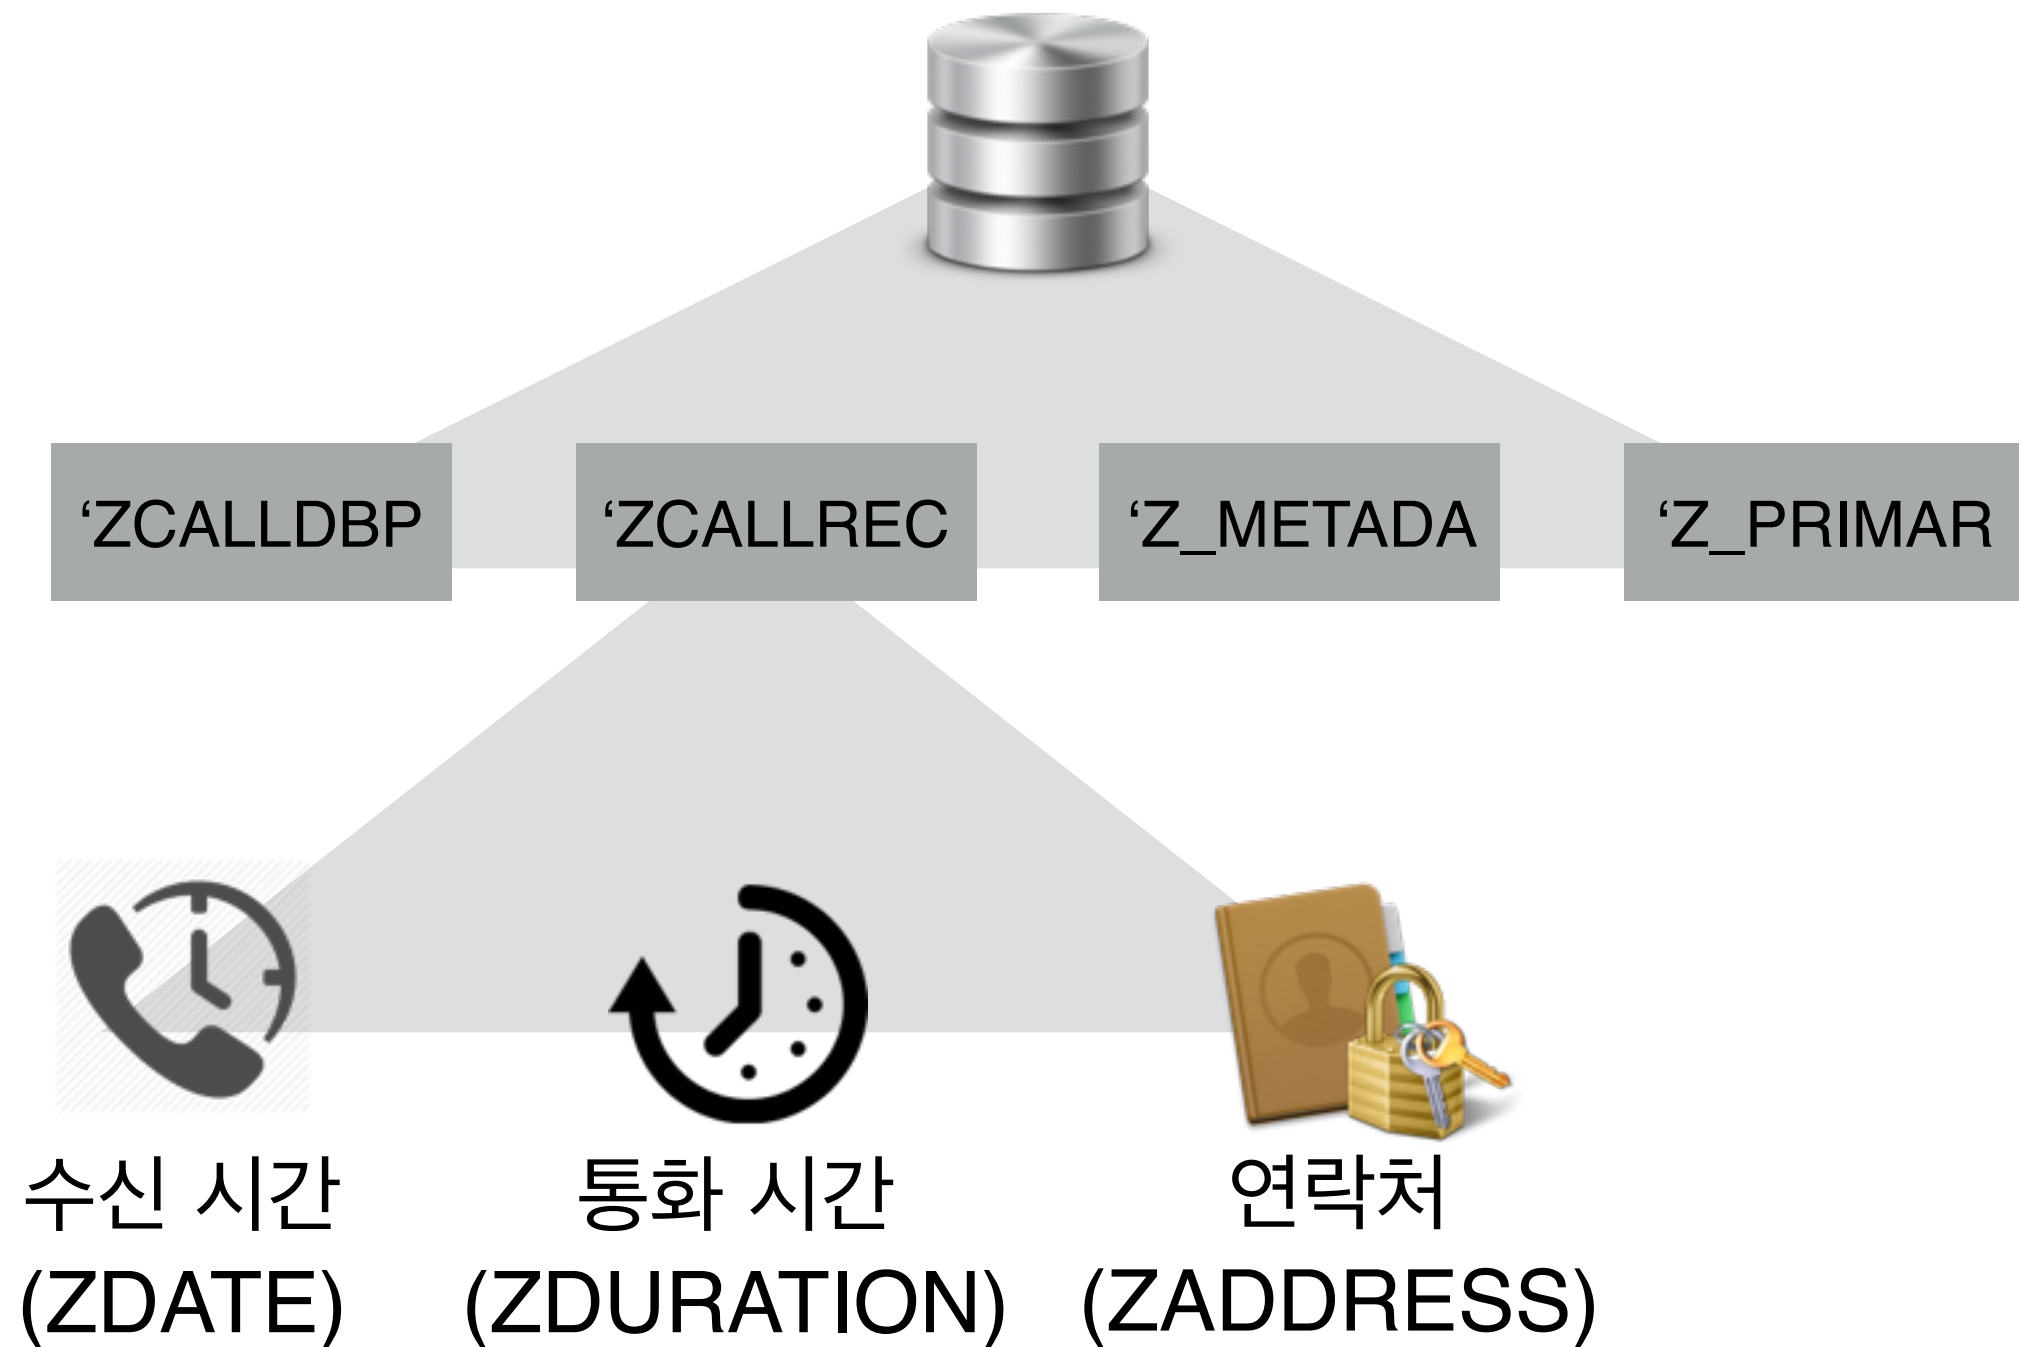 ‘ZCALLDBP
‘ZCALLREC
‘Z_METADA
‘Z_PRIMAR
수신 시간
(ZDATE)
통화 시간
(ZDURATION)
연락처
(ZADDRESS)